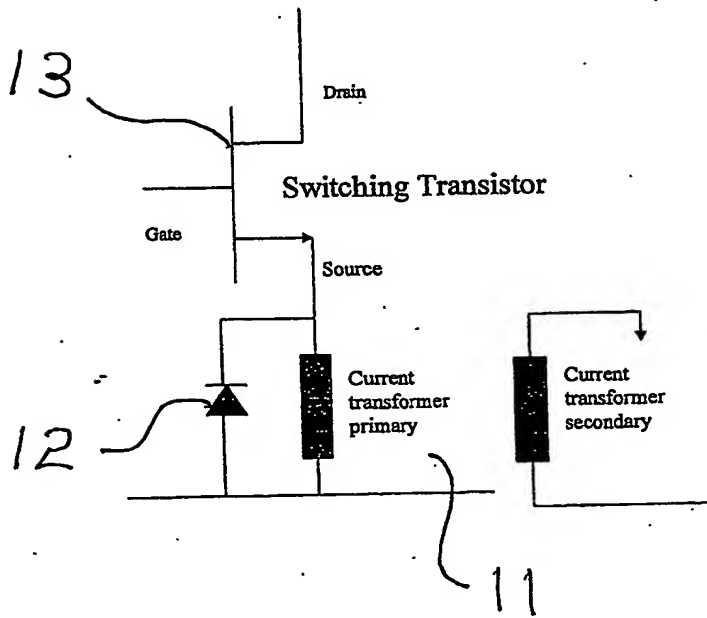 13
Drain
Switching Transistor
Gate
Source
Current
transformer
primary
Current
transformer
secondary
12
11